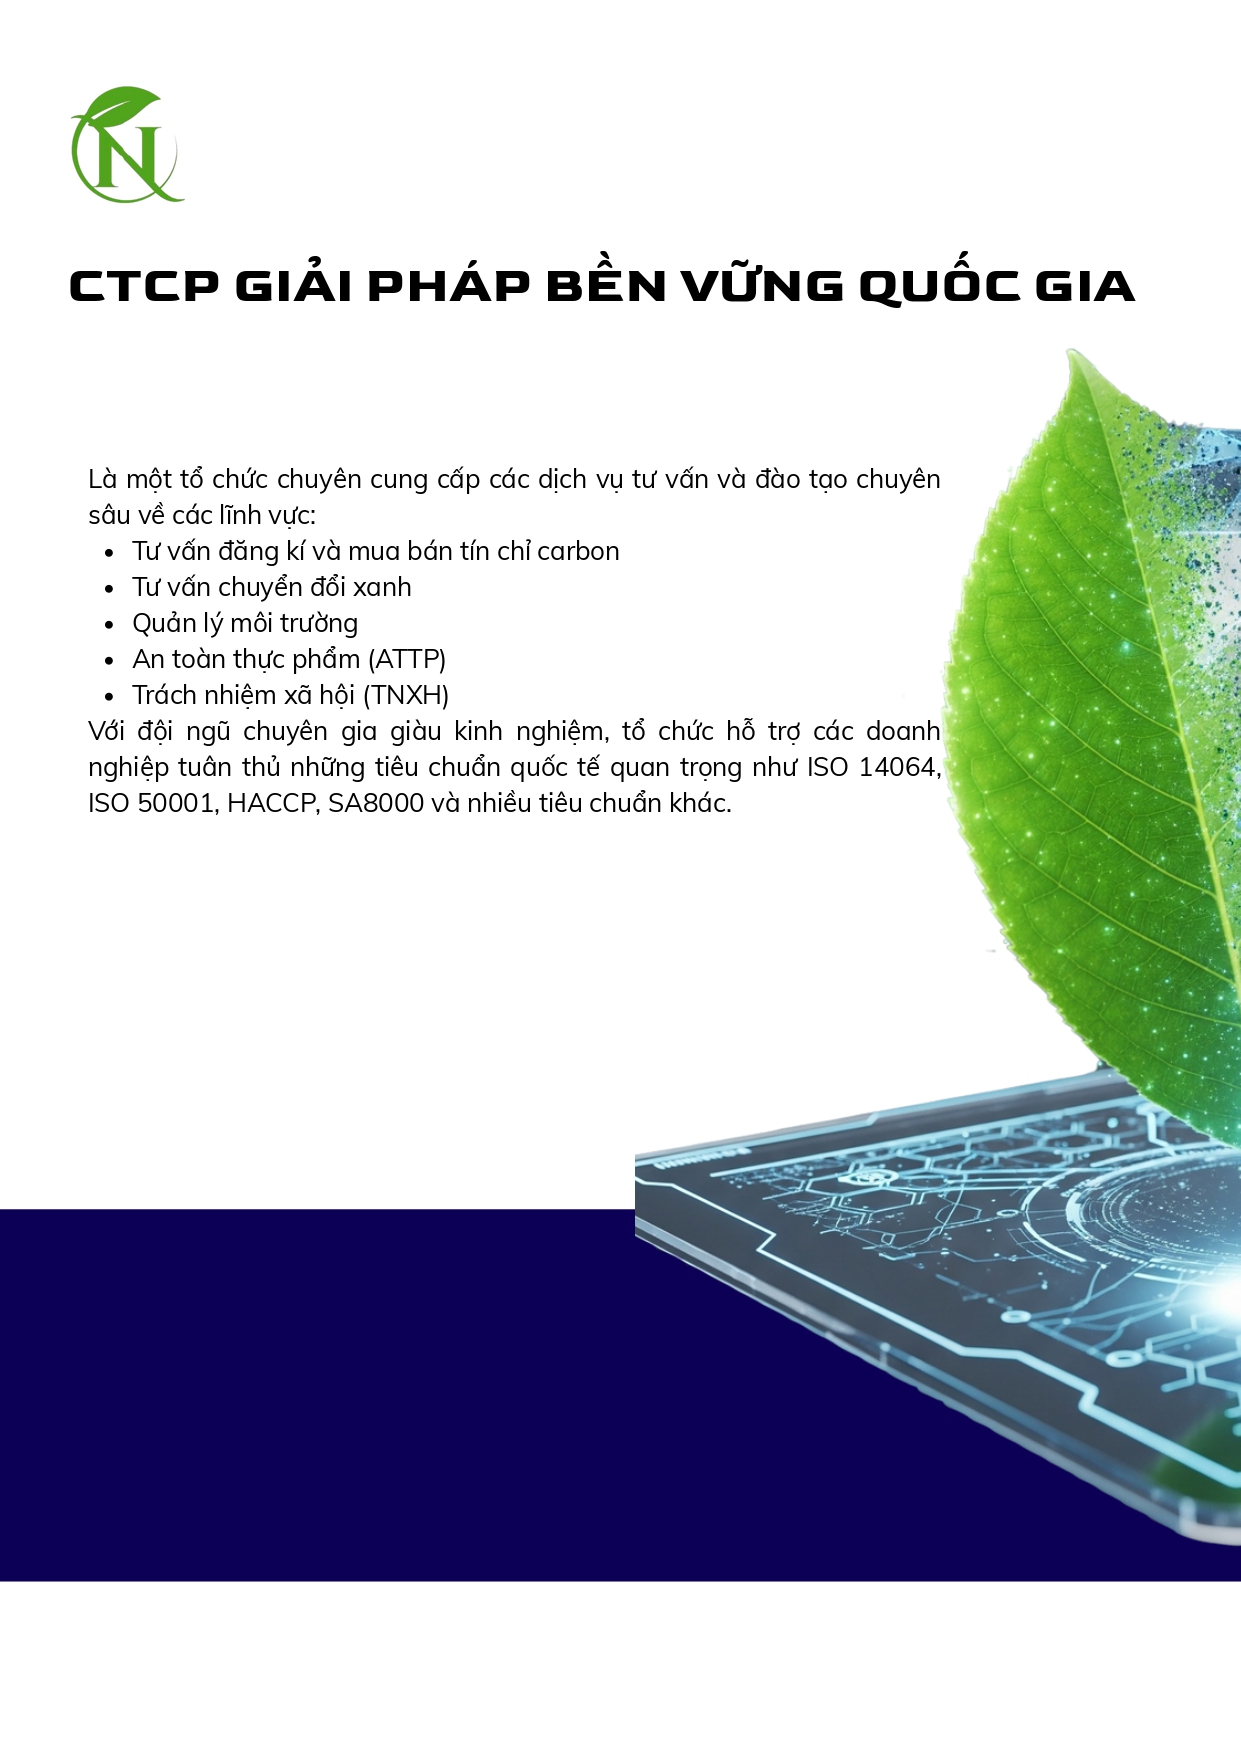 N
CTCP GIẢI PHÁP BỀN VỮNG QUỐC GIA
Là một tổ chức chuyên cung cấp các dịch vụ tư vấn và đào tạo chuyên
sâu về các lĩnh vực:
• Tư vấn đăng kí và mua bán tín chỉ carbon
• Tư vấn chuyển đổi xanh
• Quản lý môi trường
• An toàn thực phẩm (ATTP)
• Trách nhiệm xã hội (TNXH)
Với đội ngũ chuyên gia giàu kinh nghiệm, tổ chức hỗ trợ các doanh
nghiệp tuân thủ những tiêu chuẩn quốc tế quan trọng như ISO 14064,
ISO 50001, HACCP, SA8000 và nhiều tiêu chuẩn khác.